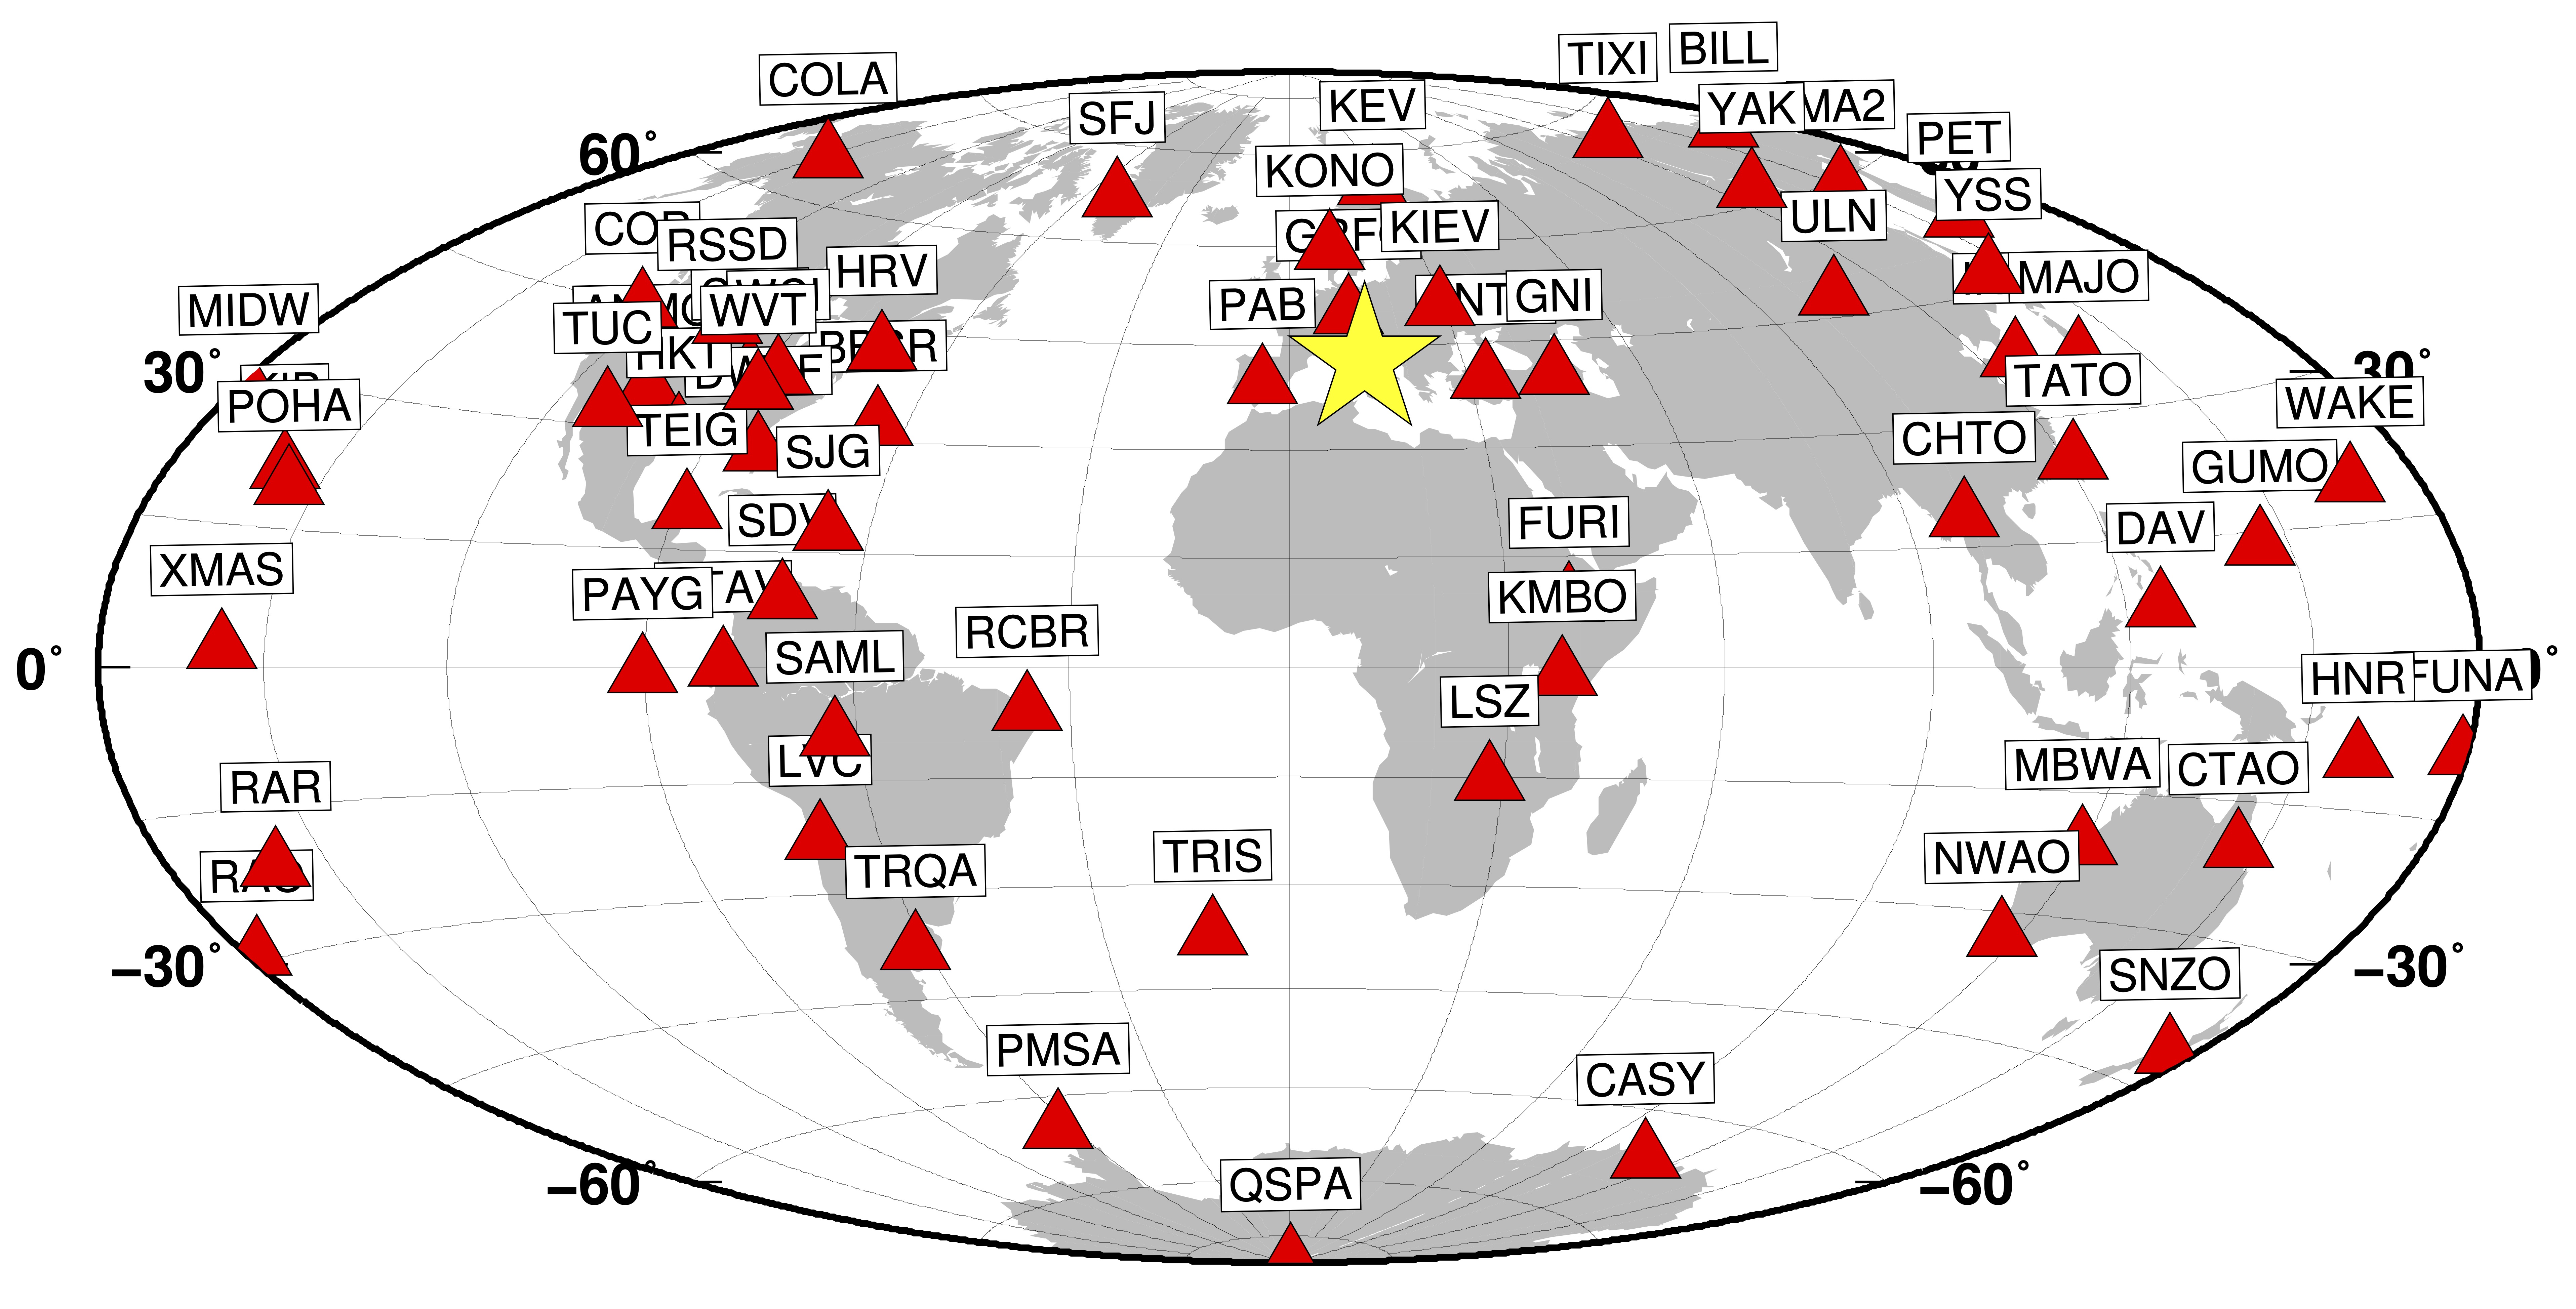 BILL
TIXI
COLA
KEV
YAK
MA2
SFJ
PET
60°
KONO
YSS
ULN
COR
KIEV
RSSD
HRV
MAJO
GNI
PAB
MIDW
WVT
TUC
30°
30°
HKT
TATO
POHA
WAKE
TEIG
CHTO
SJG
GUMO
SDV
FURI
DAV
XMAS
PAYG
KMBO
RCBR
SAML
0°
HNR
FUNA
LSZ
LVC
MBWA
CTAO
RAR
TRIS
NWAO
TRQA
–30°
–30°
SNZO
PMSA
CASY
QSPA
–60°
–60°